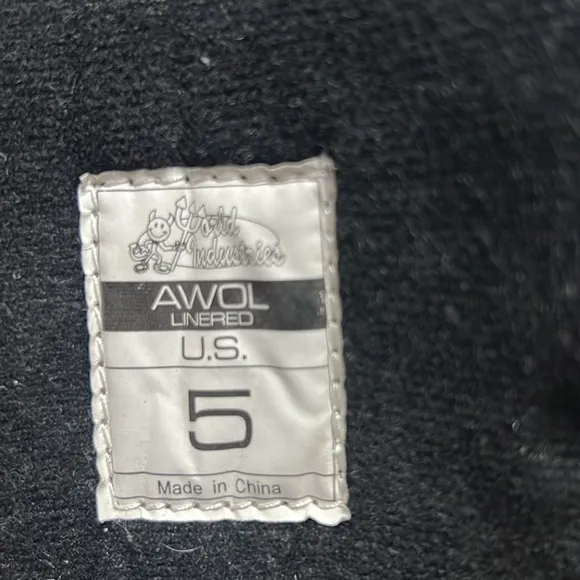 World
Industries
AWOL
LINERED
U.S.
5
Made in China